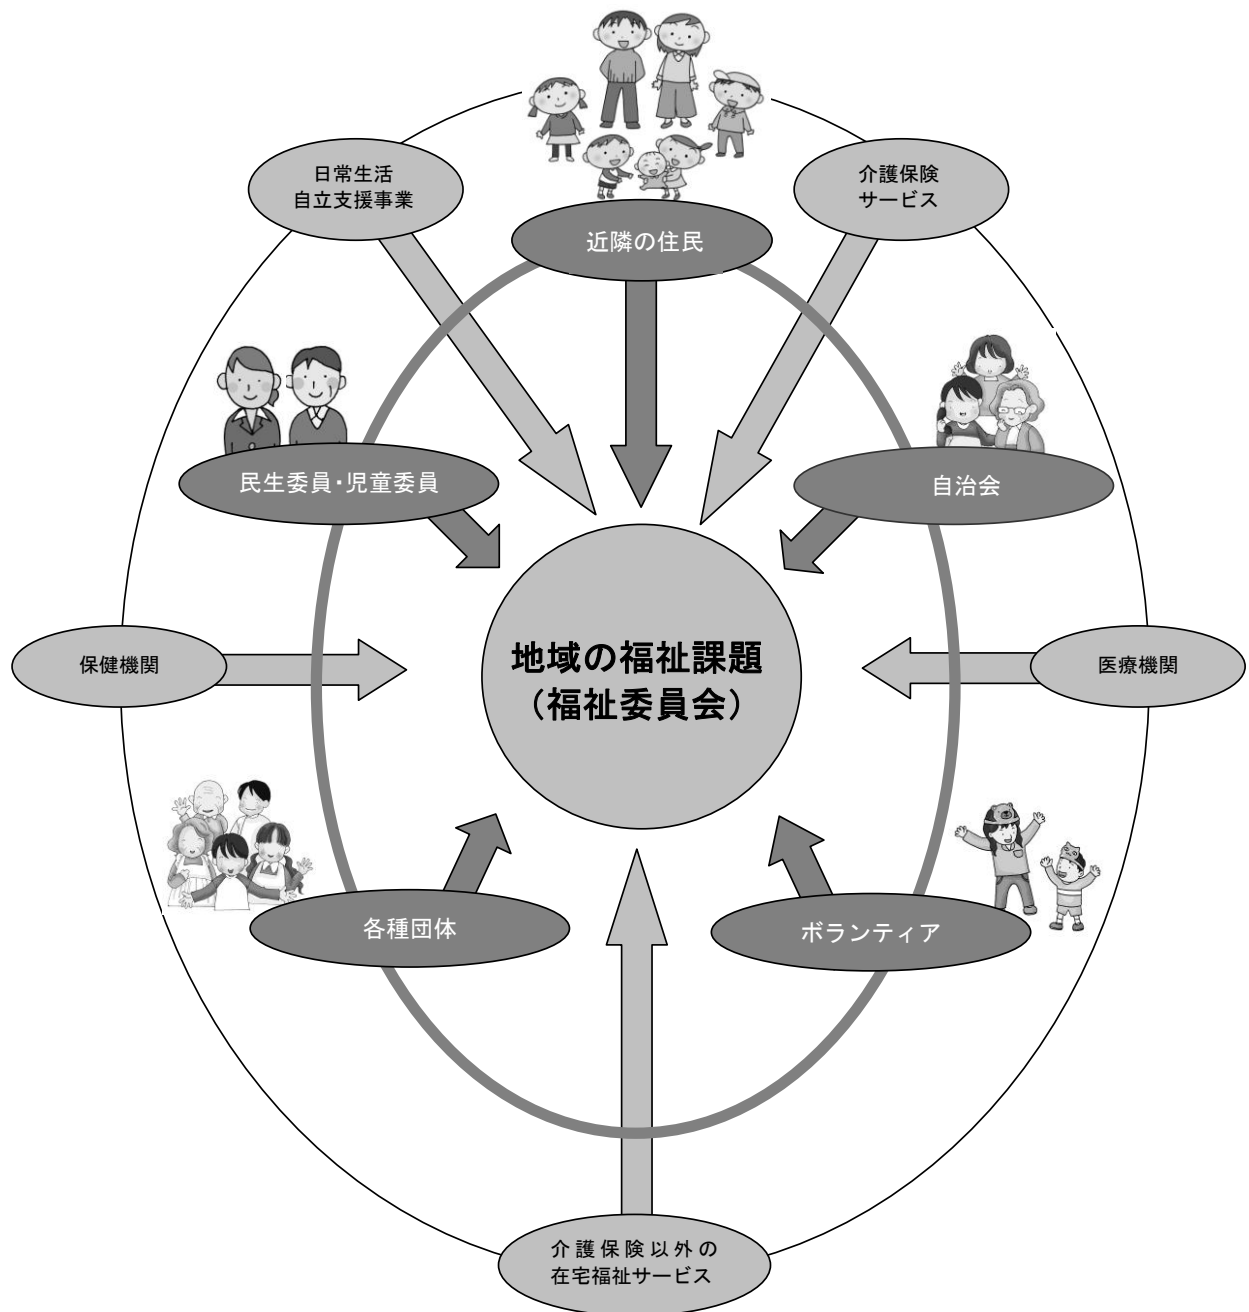 日常生活
自立支援事業
介護保険
サービス
近隣の住民
民生委員・児童委員
自治会
保健機関
地域の福祉課題
（福祉委員会）
医療機関
各種団体
ボランティア
介護保険以外の
在宅福祉サービス